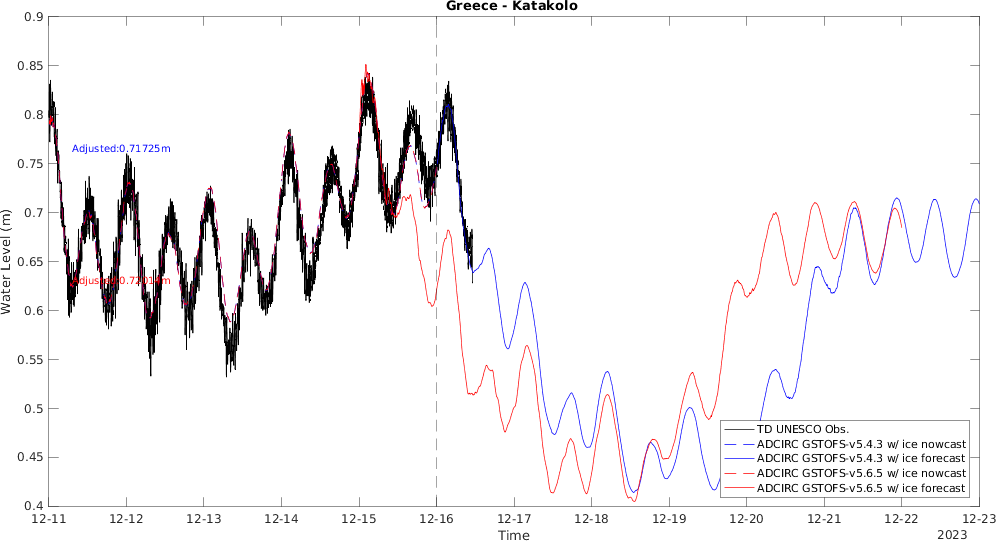 Greece - Katakolo
Water Level (m)
0.9
0.85
0.8
0.75
0.7
0.65
0.6
0.55
0.5
0.45
0.4
Adjusted:0.71725m
TD UNESCO Obs.
ADCIRC GSTOFS-v5.4.3 w/ ice nowcast
ADCIRC GSTOFS-v5.4.3 w/ ice forecast
ADCIRC GSTOFS-v5.6.5 w/ ice nowcast
ADCIRC GSTOFS-v5.6.5 w/ ice forecast
12-11 12-12 12-13 12-14 12-15 12-16 12-17 12-18 12-19 12-20 12-21 12-22 12-23
Time
2023